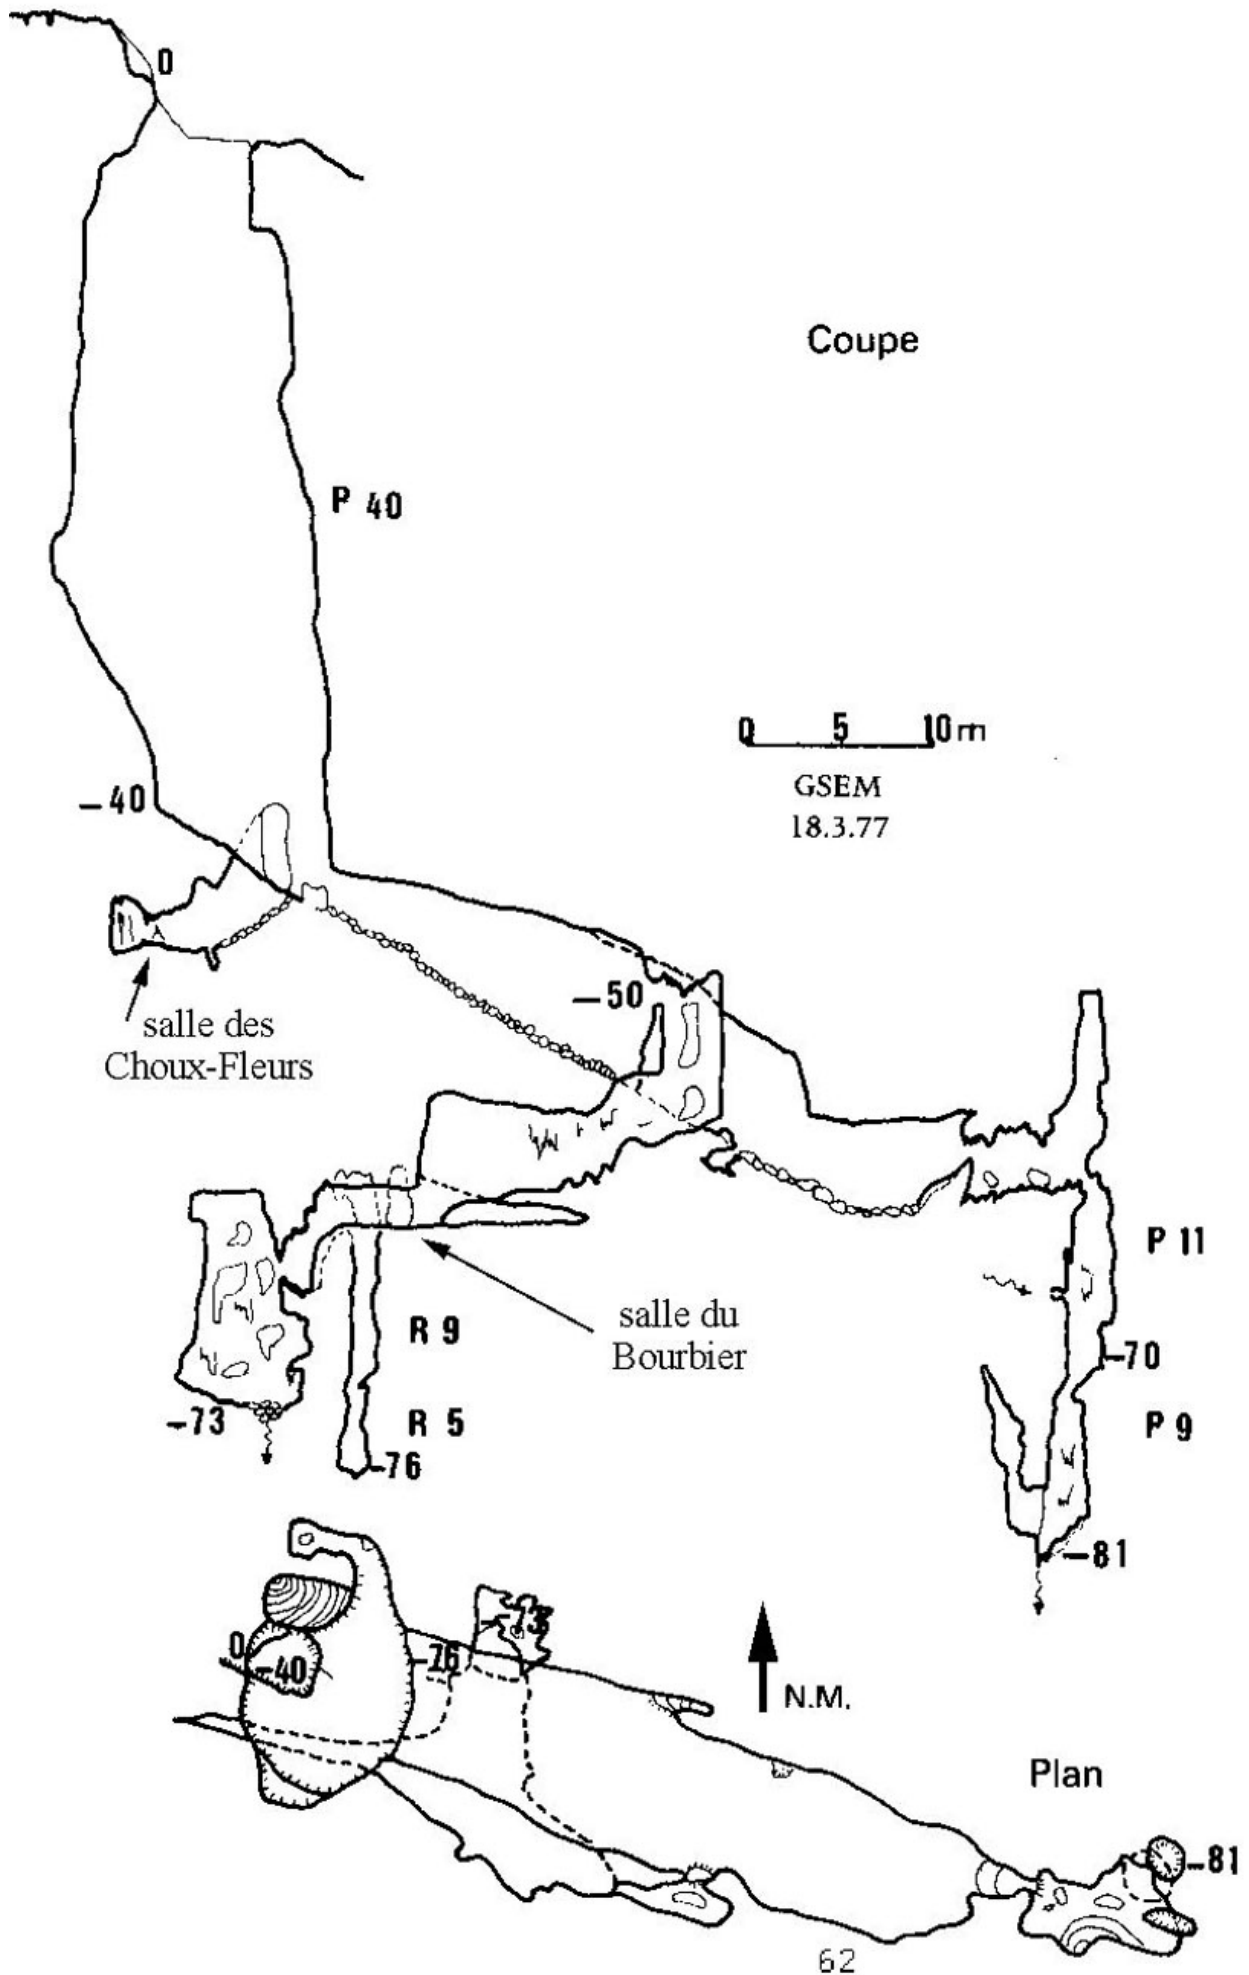 0
Coupe
P 40
0 5 10 m
GSEM
18.3.77
-40
-50
salle des
Choux-Fleurs
P 11
salle du
Bourbier
R 9
-70
-73
R 5
P 9
-76
-81
-73
0
-40
-76
N.M.
Plan
-81
62